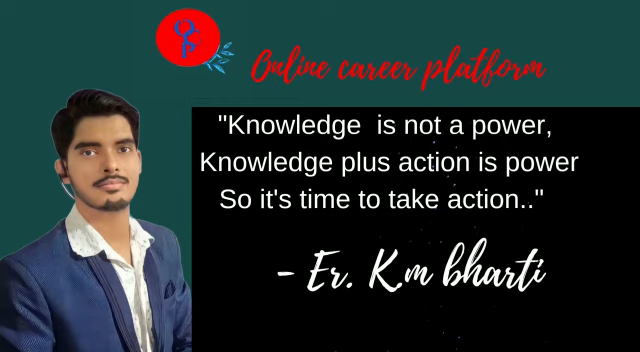 OCP
Online career platform
"Knowledge  is not a power,
Knowledge plus action is power
So it's time to take action.."
- Er. K.m bharti